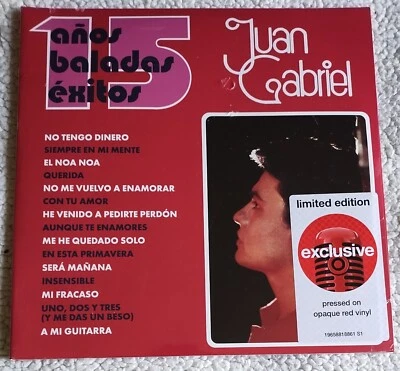 15
años
baladas
éxitos
Juan
Gabriel
NO TENGO DINERO
SIEMPRE EN MI MENTE
EL NOA NOA
QUERIDA
NO ME VUELVO A ENAMORAR
CON TU AMOR
HE VENIDO A PEDIRTE PERDÓN
AUNQUE TE ENAMORES
ME HE QUEDADO SOLO
EN ESTA PRIMAVERA
SERÁ MAÑANA
INSENSIBLE
MI FRACASO
UNO, DOS Y TRES
(Y ME DAS UN BESO)
A MI GUITARRA
limited edition
exclusive
pressed on
opaque red vinyl
19658818861 S1